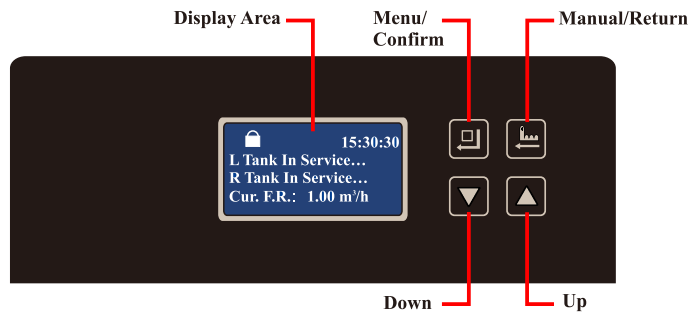 Display Area
Menu/
Confirm
Manual/Return
15:30:30
L Tank In Service…
R Tank In Service…
Cur. F.R.: 1.00 m³/h
Down
Up